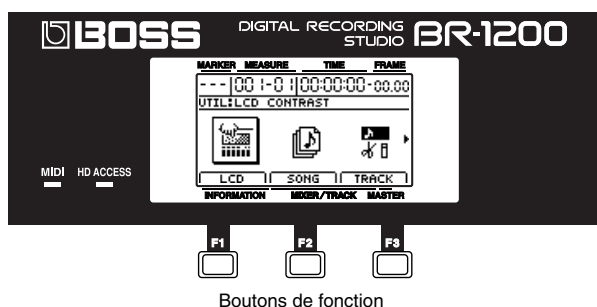 BOSS
DIGITAL RECORDING
STUDIO BR-1200
MARKER MEASURE TIME FRAME
--- 001-01 00:00:00-00.00
UTIL:LCD CONTRAST
LCD SONG TRACK
INFORMATION MIXER/TRACK MASTER
MIDI HD ACCESS
F1 F2 F3
Boutons de fonction